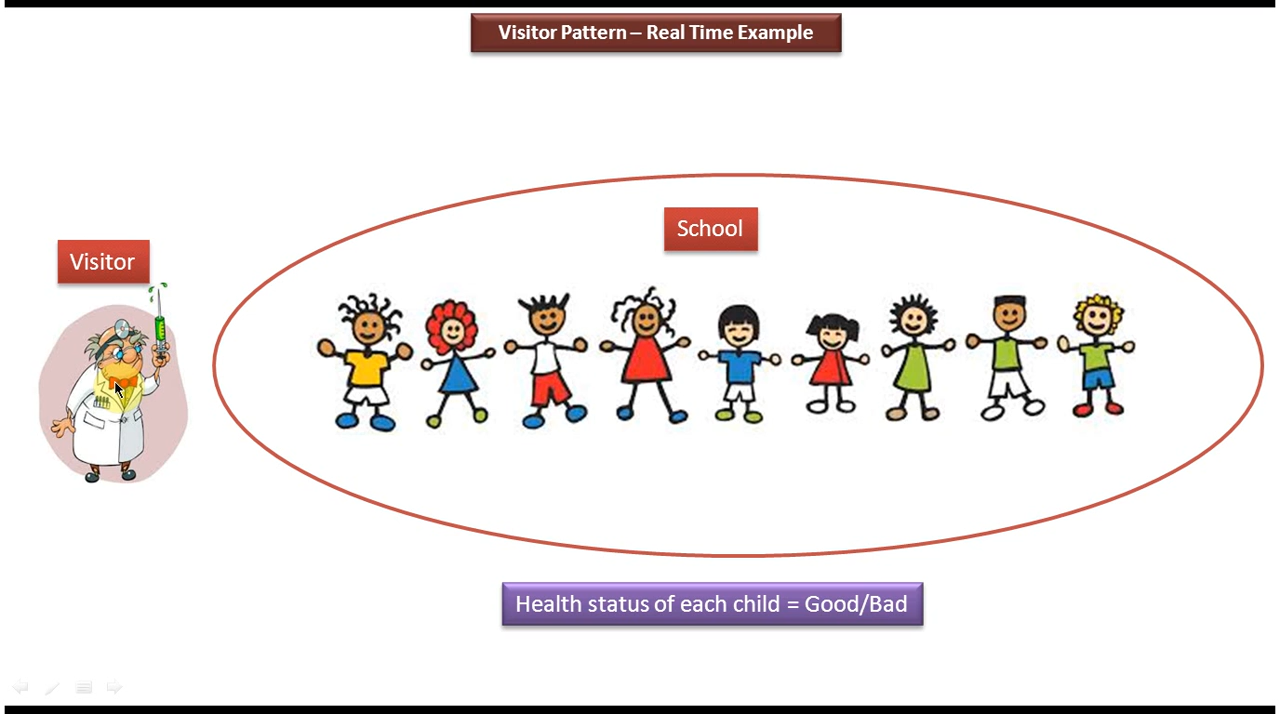 Visitor Pattern – Real Time Example
School
Visitor
Health status of each child = Good/Bad